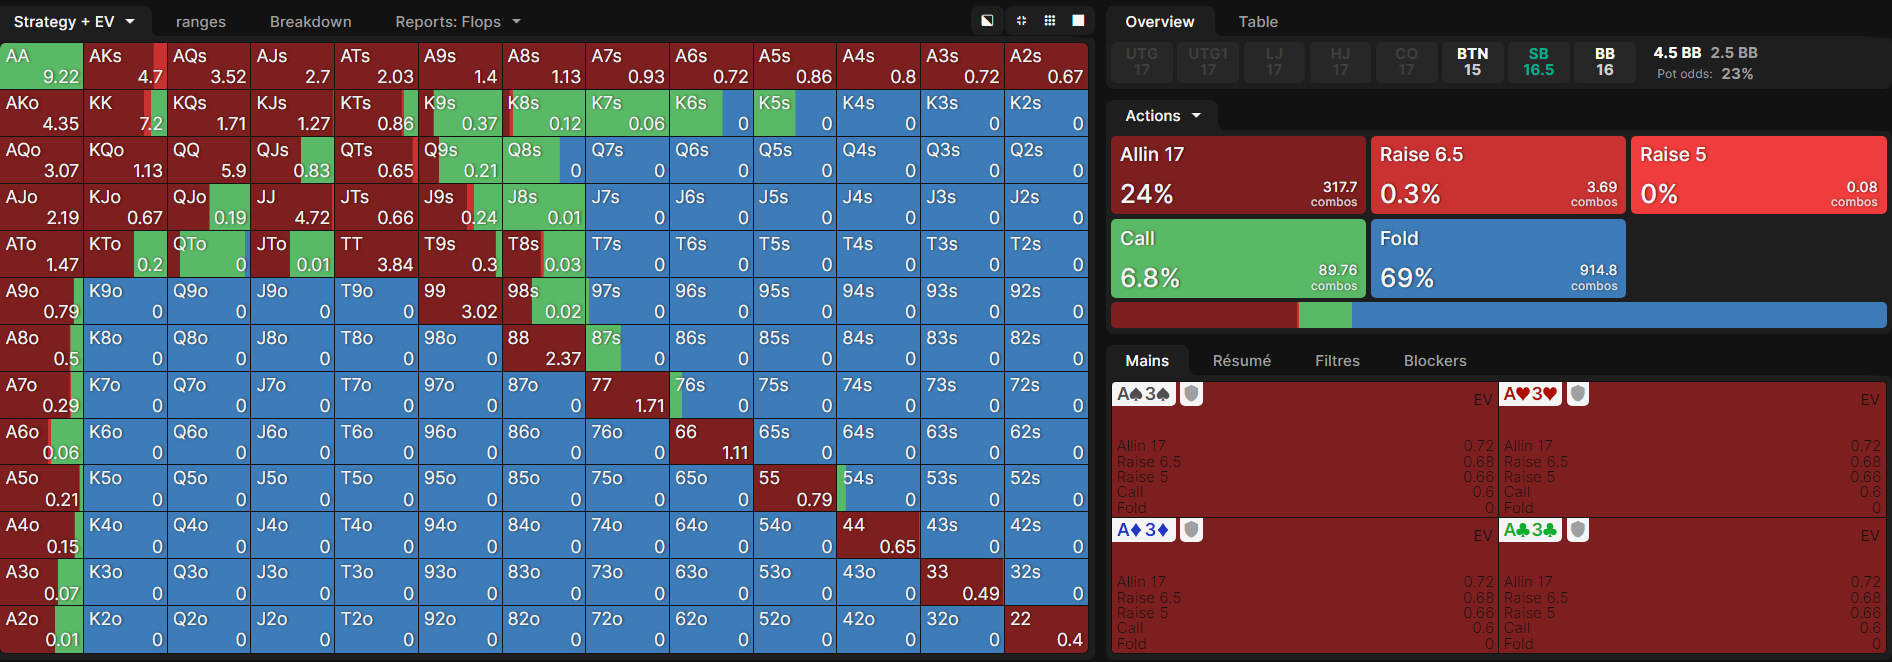 Strategy + EV ranges Breakdown Reports: Flops
AA AKs AQs AJs ATs A9s A8s A7s A6s A5s A4s A3s A2s
9.22 4.7 3.52 2.7 2.03 1.4 1.13 0.93 0.72 0.86 0.8 0.72 0.67
AKo KK KQs KJs KTs K9s K8s K7s K6s K5s K4s K3s K2s
4.35 7.2 1.71 1.27 0.86 0.37 0.12 0.06 0 0 0 0 0
AQo KQo QQ QJs QTs Q9s Q8s Q7s Q6s Q5s Q4s Q3s Q2s
3.07 1.13 5.9 0.83 0.65 0.21 0 0 0 0 0 0 0
AJo KJo QJo JJ JTs J9s J8s J7s J6s J5s J4s J3s J2s
2.19 0.67 0.19 4.72 0.66 0.24 0.01 0 0 0 0 0 0
ATo KTo QTo JTo TT T9s T8s T7s T6s T5s T4s T3s T2s
1.47 0.2 0 0.01 3.84 0.3 0.03 0 0 0 0 0 0
A9o K9o Q9o J9o T9o 99 98s 97s 96s 95s 94s 93s 92s
0.79 0 0 0 0 3.02 0.02 0 0 0 0 0 0
A8o K8o Q8o J8o T8o 98o 88 87s 86s 85s 84s 83s 82s
0.5 0 0 0 0 0 2.37 0 0 0 0 0 0
A7o K7o Q7o J7o T7o 97o 87o 77 76s 75s 74s 73s 72s
0.29 0 0 0 0 0 0 1.71 0 0 0 0 0
A6o K6o Q6o J6o T6o 96o 86o 76o 66 65s 64s 63s 62s
0.06 0 0 0 0 0 0 0 1.11 0 0 0 0
A5o K5o Q5o J5o T5o 95o 85o 75o 65o 55 54s 53s 52s
0.21 0 0 0 0 0 0 0 0 0.79 0 0 0
A4o K4o Q4o J4o T4o 94o 84o 74o 64o 54o 44 43s 42s
0.15 0 0 0 0 0 0 0 0 0 0.65 0 0
A3o K3o Q3o J3o T3o 93o 83o 73o 63o 53o 43o 33 32s
0.07 0 0 0 0 0 0 0 0 0 0 0.49 0
A2o K2o Q2o J2o T2o 92o 82o 72o 62o 52o 42o 32o 22
0.01 0 0 0 0 0 0 0 0 0 0 0 0.4
Overview Table
UTG UTG1 LJ HJ CO BTN SB BB 4.5 BB 2.5 BB
17 17 17 17 17 15 16.5 16 Pot odds: 23%
Actions
Allin 17 Raise 6.5 Raise 5
24% 317.7 0.3% 3.69 0% 0.08
combos combos combos
Call Fold
6.8% 89.76 69% 914.8
combos combos
Mains Résumé Filtres Blockers
A♠3♠ EV A♥3♥ EV
Allin 17 0.72 Allin 17 0.72
Raise 6.5 0.68 Raise 6.5 0.68
Raise 5 0.66 Raise 5 0.66
Call 0.6 Call 0.6
Fold 0 Fold 0
A♦3♦ EV A♣3♣ EV
Allin 17 0.72 Allin 17 0.72
Raise 6.5 0.68 Raise 6.5 0.68
Raise 5 0.66 Raise 5 0.66
Call 0.6 Call 0.6
Fold 0 Fold 0